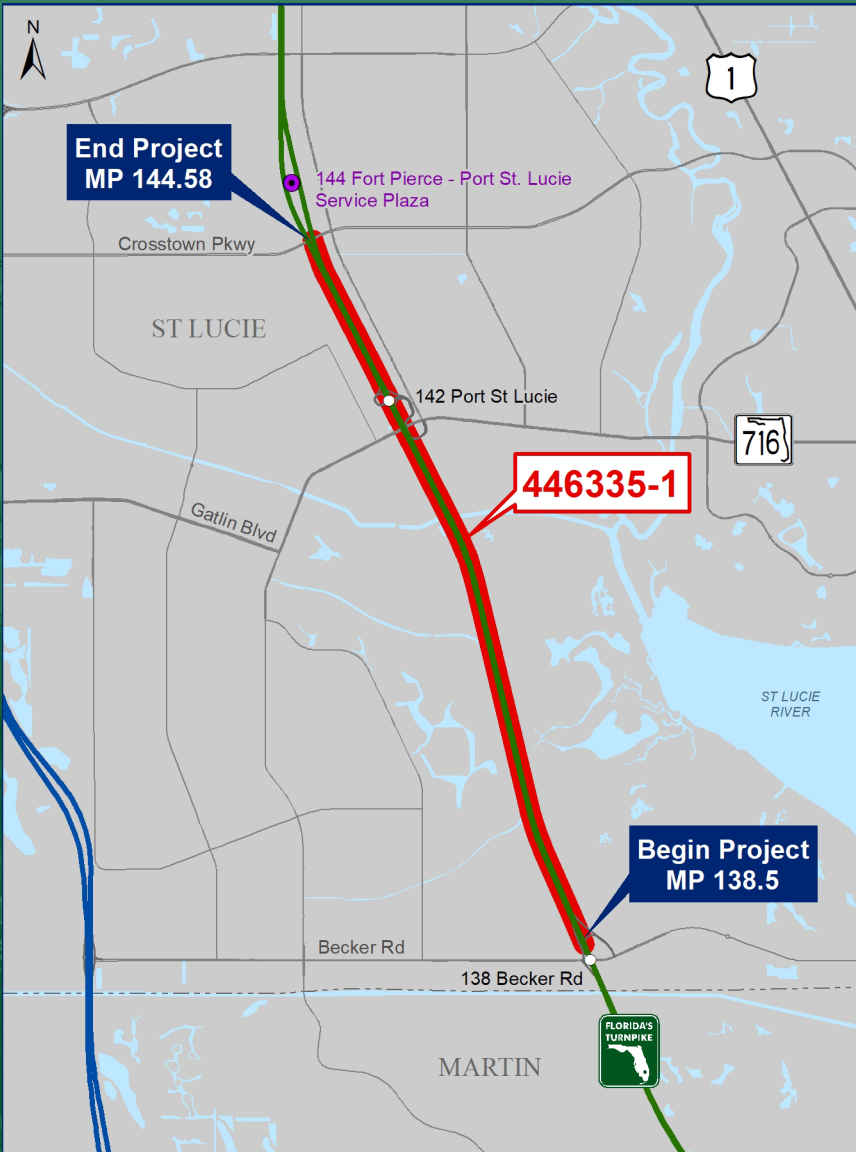 N
1
End Project
MP 144.58
144 Fort Pierce - Port St. Lucie
Service Plaza
Crosstown Pkwy
ST LUCIE
142 Port St Lucie
716
446335-1
Gatlin Blvd
ST LUCIE
RIVER
Begin Project
MP 138.5
Becker Rd
138 Becker Rd
FLORIDA'S
TURNPIKE
MARTIN